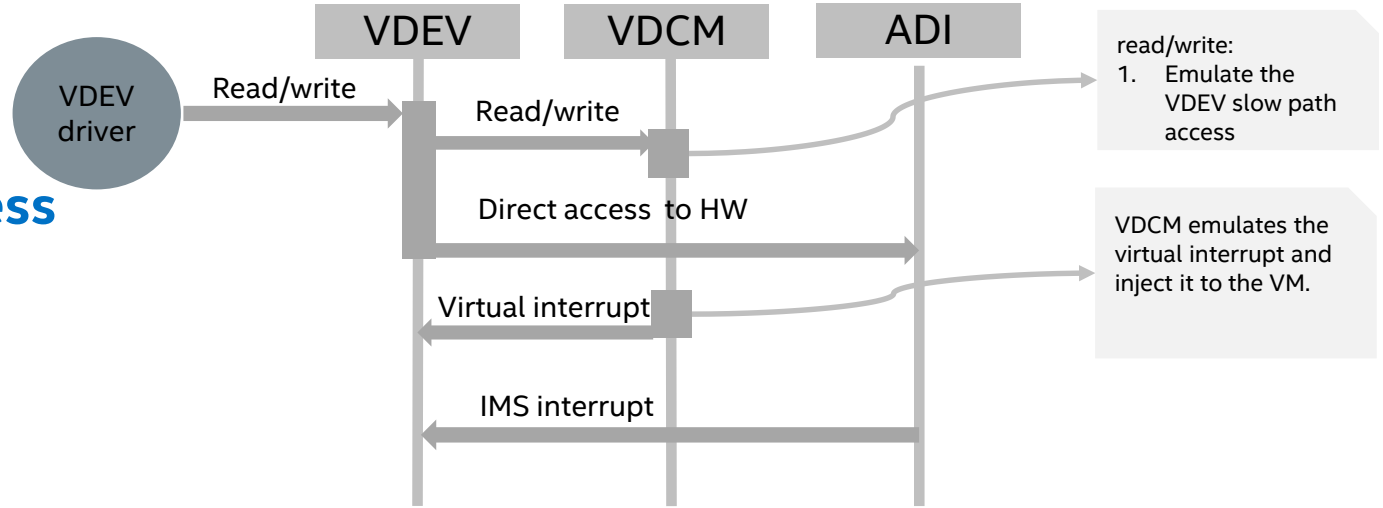 VDEV
VDCM
ADI
VDEV
driver
Read/write
Read/write
Direct access to HW
Virtual interrupt
IMS interrupt
read/write:
1. Emulate the
VDEV slow path
access
VDCM emulates the
virtual interrupt and
inject it to the VM.
ess